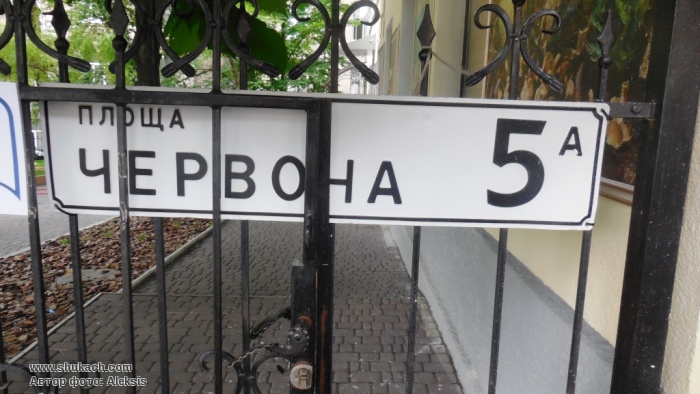 ПЛОЩА
ЧЕРВОНА 5А
www.shukach.com
Автор фото: Aleksis